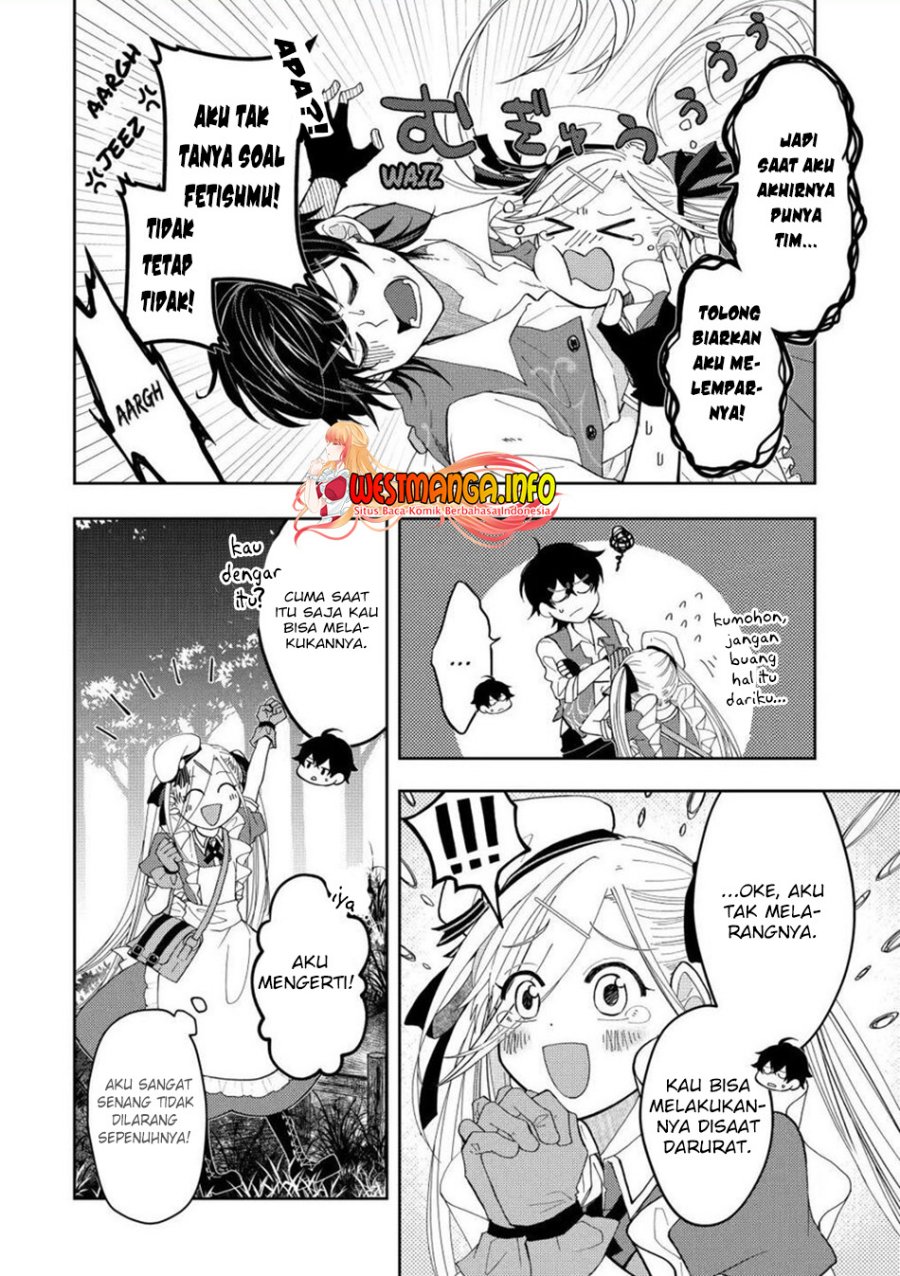 JADI
SAAT AKU
AKHIRNYA
PUNYA
TIM...
TOLONG
BIARKAN
AKU ME-
LEMPAR-
NYA!
むぎゅうううう
WAIL
APA?!
AKU TAK
TANYA SOAL
FETISHMU!
TIDAK
TETAP
TIDAK!
AARGH
JEEZ
AARGH
WESTMANGA.INFO
Situs Baca Komik Berbahasa Indonesia
kumohon,
jangan
buang
hal itu
dariku...
...
...OKE, AKU
TAK MELA-
RANGNYA.
KAU BISA
MELAKUKAN-
NYA DISAAT
DARURAT.
!!!
CUMA SAAT
ITU SAJA KAU
BISA MELA-
KUKANNYA.
kau
dengar
itu?
iya
AKU
MENGERTI!
AKU SANGAT
SENANG TIDAK
DILARANG
SEPENUHNYA!